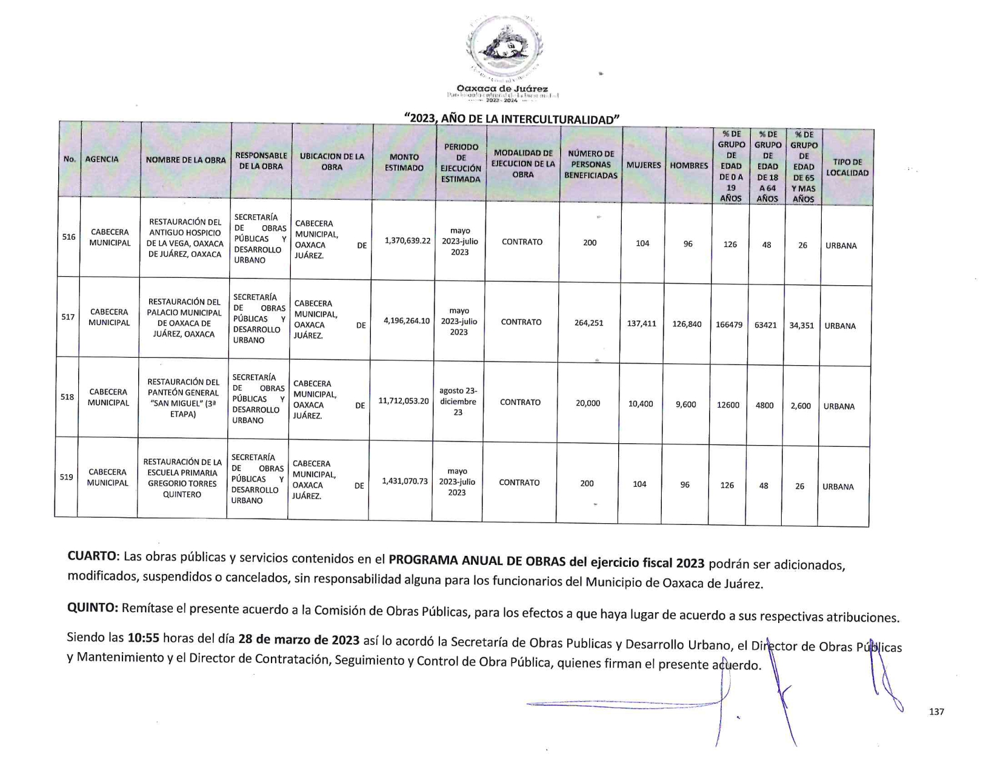 Oaxaca de Juárez
2022 - 2024
“2023, AÑO DE LA INTERCULTURALIDAD”
No. AGENCIA NOMBRE DE LA OBRA RESPONSABLE DE LA OBRA UBICACION DE LA OBRA MONTO ESTIMADO PERIODO DE EJECUCIÓN ESTIMADA MODALIDAD DE EJECUCION DE LA OBRA NÚMERO DE PERSONAS BENEFICIADAS MUJERES HOMBRES % DE GRUPO DE EDAD DE 0 A 19 AÑOS % DE GRUPO DE EDAD DE 18 A 64 AÑOS % DE GRUPO DE EDAD DE 65 Y MAS AÑOS TIPO DE LOCALIDAD
516 CABECERA MUNICIPAL RESTAURACIÓN DEL ANTIGUO HOSPICIO DE LA VEGA, OAXACA DE JUÁREZ, OAXACA SECRETARÍA DE OBRAS PÚBLICAS Y DESARROLLO URBANO CABECERA MUNICIPAL, OAXACA DE JUÁREZ. 1,370,639.22 mayo 2023-julio 2023 CONTRATO 200 104 96 126 48 26 URBANA
517 CABECERA MUNICIPAL RESTAURACIÓN DEL PALACIO MUNICIPAL DE OAXACA DE JUÁREZ, OAXACA SECRETARÍA DE OBRAS PÚBLICAS Y DESARROLLO URBANO CABECERA MUNICIPAL, OAXACA DE JUÁREZ. 4,196,264.10 mayo 2023-julio 2023 CONTRATO 264,251 137,411 126,840 166479 63421 34,351 URBANA
518 CABECERA MUNICIPAL RESTAURACIÓN DEL PANTEÓN GENERAL “SAN MIGUEL” (3ª ETAPA) SECRETARÍA DE OBRAS PÚBLICAS Y DESARROLLO URBANO CABECERA MUNICIPAL, OAXACA DE JUÁREZ. 11,712,053.20 agosto 23-diciembre 23 CONTRATO 20,000 10,400 9,600 12600 4800 2,600 URBANA
519 CABECERA MUNICIPAL RESTAURACIÓN DE LA ESCUELA PRIMARIA GREGORIO TORRES QUINTERO SECRETARÍA DE OBRAS PÚBLICAS Y DESARROLLO URBANO CABECERA MUNICIPAL, OAXACA DE JUÁREZ. 1,431,070.73 mayo 2023-julio 2023 CONTRATO 200 104 96 126 48 26 URBANA
CUARTO: Las obras públicas y servicios contenidos en el PROGRAMA ANUAL DE OBRAS del ejercicio fiscal 2023 podrán ser adicionados,
modificados, suspendidos o cancelados, sin responsabilidad alguna para los funcionarios del Municipio de Oaxaca de Juárez.
QUINTO: Remítase el presente acuerdo a la Comisión de Obras Públicas, para los efectos a que haya lugar de acuerdo a sus respectivas atribuciones.
Siendo las 10:55 horas del día 28 de marzo de 2023 así lo acordó la Secretaría de Obras Publicas y Desarrollo Urbano, el Director de Obras Públicas
y Mantenimiento y el Director de Contratación, Seguimiento y Control de Obra Pública, quienes firman el presente acuerdo.
137